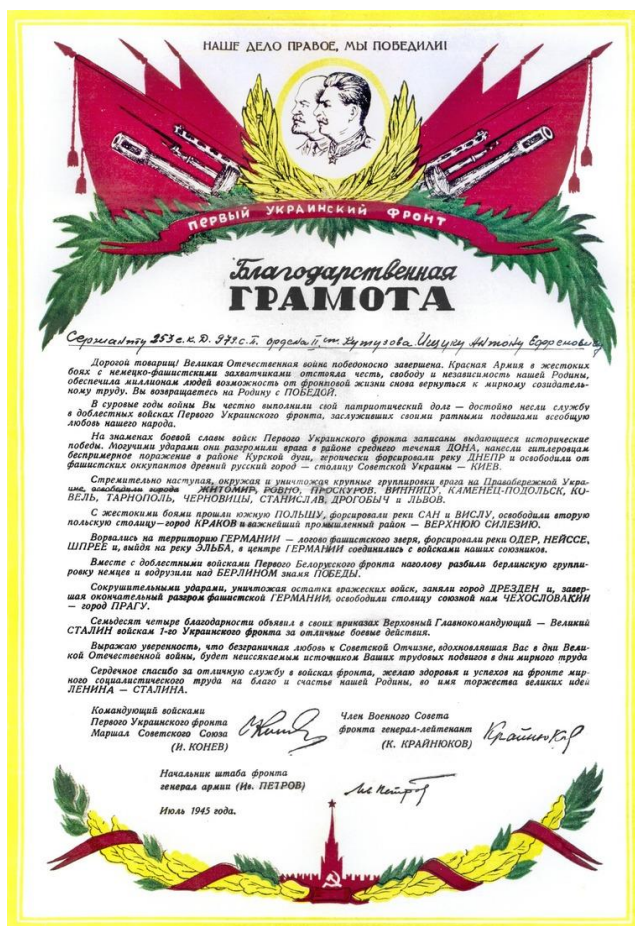 НАШЕ ДЕЛО ПРАВОЕ, МЫ ПОБЕДИЛИ!
ПЕРВЫЙ УКРАИНСКИЙ ФРОНТ
Благодарственная
ГРАМОТА
Сержанту 253 с.к.Д. 979.с.п. ордена II ст. Кутузова Ищуку Антону Ефремовичу
Дорогой товарищ! Великая Отечественная война победоносно завершена. Красная Армия в жестоких
боях с немецко-фашистскими захватчиками отстояла честь, свободу и независимость нашей Родины,
обеспечила миллионам людей возможность от фронтовой жизни снова вернуться к мирному созидатель-
ному труду. Вы возвращаетесь на Родину с ПОБЕДОЙ.
В суровые годы войны Вы честно выполнили свой патриотический долг — достойно несли службу
в доблестных войсках Первого Украинского фронта, заслуживших своими ратными подвигами всеобщую
любовь нашего народа.
На знаменах боевой славы войск Первого Украинского фронта записаны выдающиеся исторические
победы. Могучими ударами они разгромили врага в районе среднего течения ДОНА, нанесли гитлеровцам
беспримерное поражение в районе Курской дуги, героически форсировали реку ДНЕПР и освободили от
фашистских оккупантов древний русский город — столицу Советской Украины — КИЕВ.
Стремительно наступая, окружая и уничтожая крупные группировки врага на Правобережной Укра-
ине, освободили города ЖИТОМИР, РОВНО, ПРОСКУРОВ, ВИННИЦУ, КАМЕНЕЦ-ПОДОЛЬСК, КО-
ВЕЛЬ, ТАРНОПОЛЬ, ЧЕРНОВИЦЫ, СТАНИСЛАВ, ДРОГОБЫЧ и ЛЬВОВ.
С жестокими боями прошли южную ПОЛЬШУ, форсировали реки САН и ВИСЛУ, освободили вторую
польскую столицу—город КРАКОВ и важнейший промышленный район — ВЕРХНЮЮ СИЛЕЗИЮ.
Ворвались на территорию ГЕРМАНИИ — логово фашистского зверя, форсировали реки ОДЕР, НЕЙССЕ,
ШПРЕЕ и, выйдя на реку ЭЛЬБА, в центре ГЕРМАНИИ соединились с войсками наших союзников.
Вместе с доблестными войсками Первого Белорусского фронта наголову разбили берлинскую группи-
ровку немцев и водрузили над БЕРЛИНОМ знамя ПОБЕДЫ.
Сокрушительными ударами, уничтожая остатки вражеских войск, заняли город ДРЕЗДЕН и, завер-
шая окончательный разгром фашистской ГЕРМАНИИ, освободили столицу союзной нам ЧЕХОСЛОВАКИИ
— город ПРАГУ.
Семьдесят четыре благодарности объявил в своих приказах Верховный Главнокомандующий — Великий
СТАЛИН войскам 1-го Украинского фронта за отличные боевые действия.
Выражаю уверенность, что безграничная любовь к Советской Отчизне, вдохновлявшая Вас в дни Вели-
кой Отечественной войны, будет неиссякаемым источником Ваших трудовых подвигов в дни мирного труда
Сердечное спасибо за отличную службу в войсках фронта, желаю здоровья и успехов на фронте мир-
ного социалистического труда на благо и счастье нашей Родины, во имя торжества великих идей
ЛЕНИНА — СТАЛИНА.
Командующий войсками
Первого Украинского фронта
Маршал Советского Союза
(И. КОНЕВ)
Член Военного Совета
фронта генерал-лейтенант
(К. КРАЙНЮКОВ)
Крайнюков
Начальник штаба фронта
генерал армии (Ив. ПЕТРОВ)
Ив Петров
Июль 1945 года.